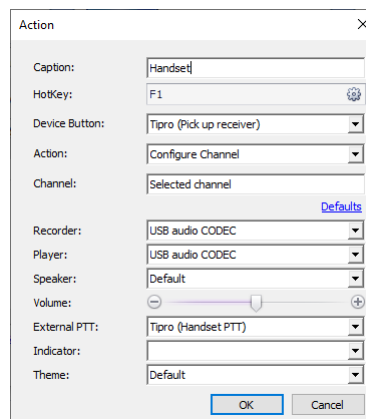 Action
Caption: Handset
HotKey: F1
Device Button: Tipro (Pick up receiver)
Action: Configure Channel
Channel: Selected channel
Defaults
Recorder: USB audio CODEC
Player: USB audio CODEC
Speaker: Default
Volume:
External PTT: Tipro (Handset PTT)
Indicator:
Theme: Default
OK Cancel